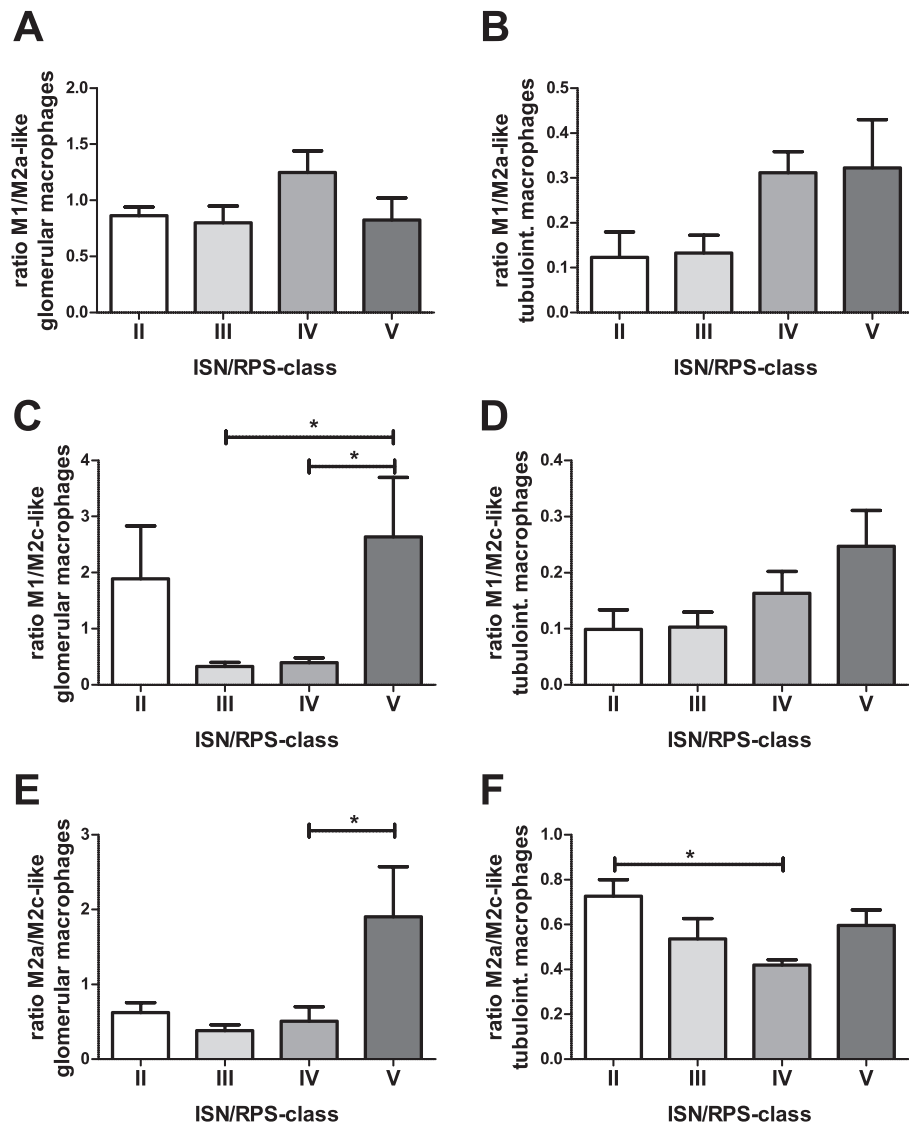 A
ratio M1/M2a-like
glomerular macrophages
2.0
1.5
1.0
0.5
0.0
II III IV V
ISN/RPS-class
B
ratio M1/M2a-like
tubuloint. macrophages
0.5
0.4
0.3
0.2
0.1
0.0
II III IV V
ISN/RPS-class
C
ratio M1/M2c-like
glomerular macrophages
4
3
2
1
0
*
*
II III IV V
ISN/RPS-class
D
ratio M1/M2c-like
tubuloint. macrophages
0.4
0.3
0.2
0.1
0.0
II III IV V
ISN/RPS-class
E
ratio M2a/M2c-like
glomerular macrophages
3
2
1
0
*
II III IV V
ISN/RPS-class
F
ratio M2a/M2c-like
tubuloint. macrophages
1.0
0.8
0.6
0.4
0.2
0.0
*
II III IV V
ISN/RPS-class